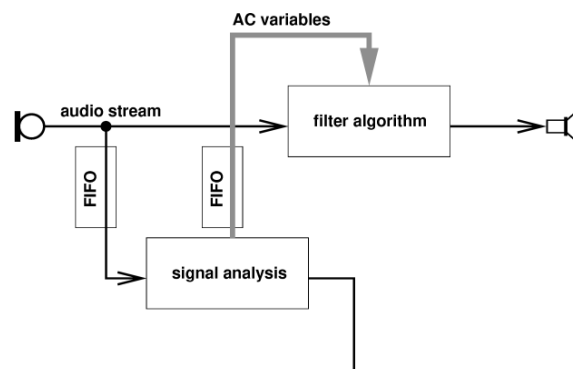 AC variables
audio stream
filter algorithm
FIFO
FIFO
signal analysis